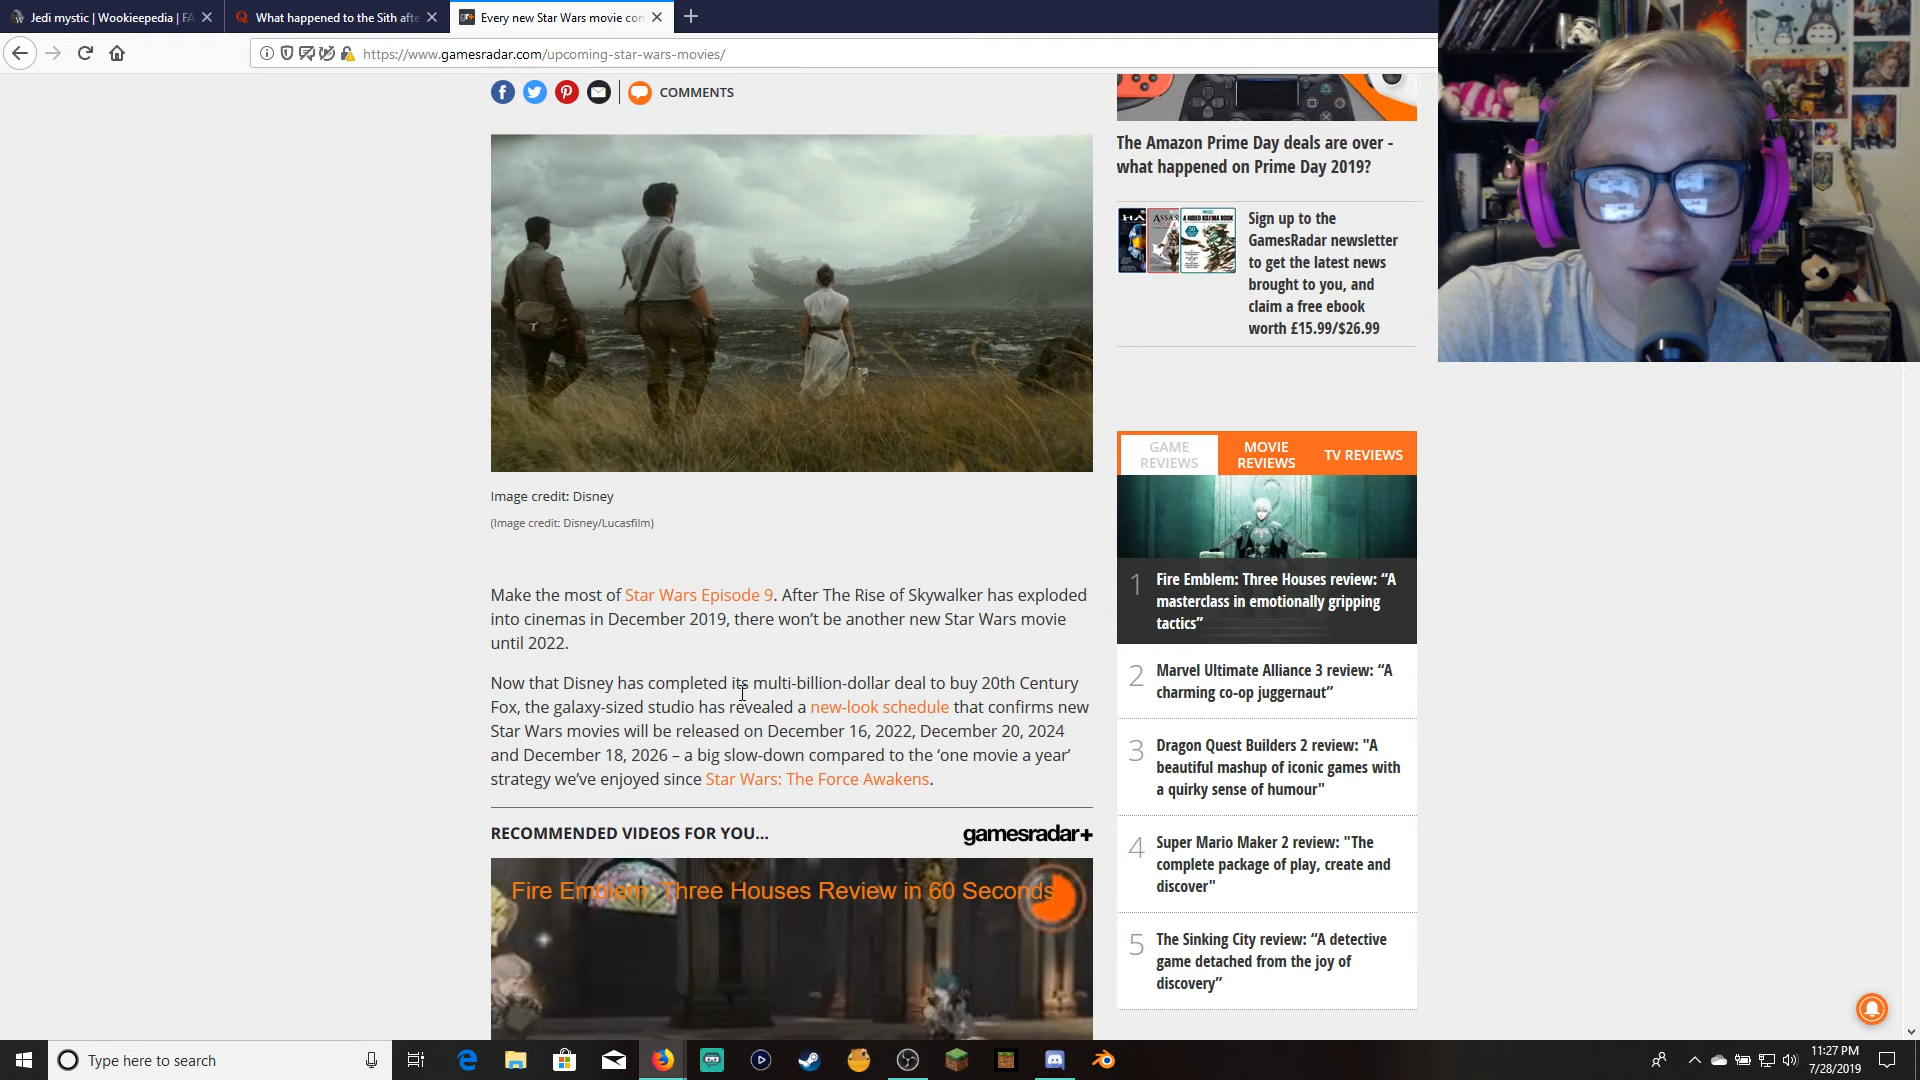 Jedi mystic | Wookieepedia | FA
What happened to the Sith afte
Every new Star Wars movie con
https://www.gamesradar.com/upcoming-star-wars-movies/
COMMENTS
Image credit: Disney
(Image credit: Disney/Lucasfilm)
Make the most of Star Wars Episode 9. After The Rise of Skywalker has exploded
into cinemas in December 2019, there won't be another new Star Wars movie
until 2022.
Now that Disney has completed its multi-billion-dollar deal to buy 20th Century
Fox, the galaxy-sized studio has revealed a new-look schedule that confirms new
Star Wars movies will be released on December 16, 2022, December 20, 2024
and December 18, 2026 – a big slow-down compared to the ‘one movie a year’
strategy we’ve enjoyed since Star Wars: The Force Awakens.
RECOMMENDED VIDEOS FOR YOU...
gamesradar+
Fire Emblem: Three Houses Review in 60 Seconds
The Amazon Prime Day deals are over -
what happened on Prime Day 2019?
Sign up to the
GamesRadar newsletter
to get the latest news
brought to you, and
claim a free ebook
worth £15.99/$26.99
GAME
REVIEWS
MOVIE
REVIEWS
TV REVIEWS
1
Fire Emblem: Three Houses review: “A
masterclass in emotionally gripping
tactics”
2
Marvel Ultimate Alliance 3 review: “A
charming co-op juggernaut”
3
Dragon Quest Builders 2 review: "A
beautiful mashup of iconic games with
a quirky sense of humour"
4
Super Mario Maker 2 review: "The
complete package of play, create and
discover"
5
The Sinking City review: “A detective
game detached from the joy of
discovery”
Type here to search
11:27 PM
7/28/2019